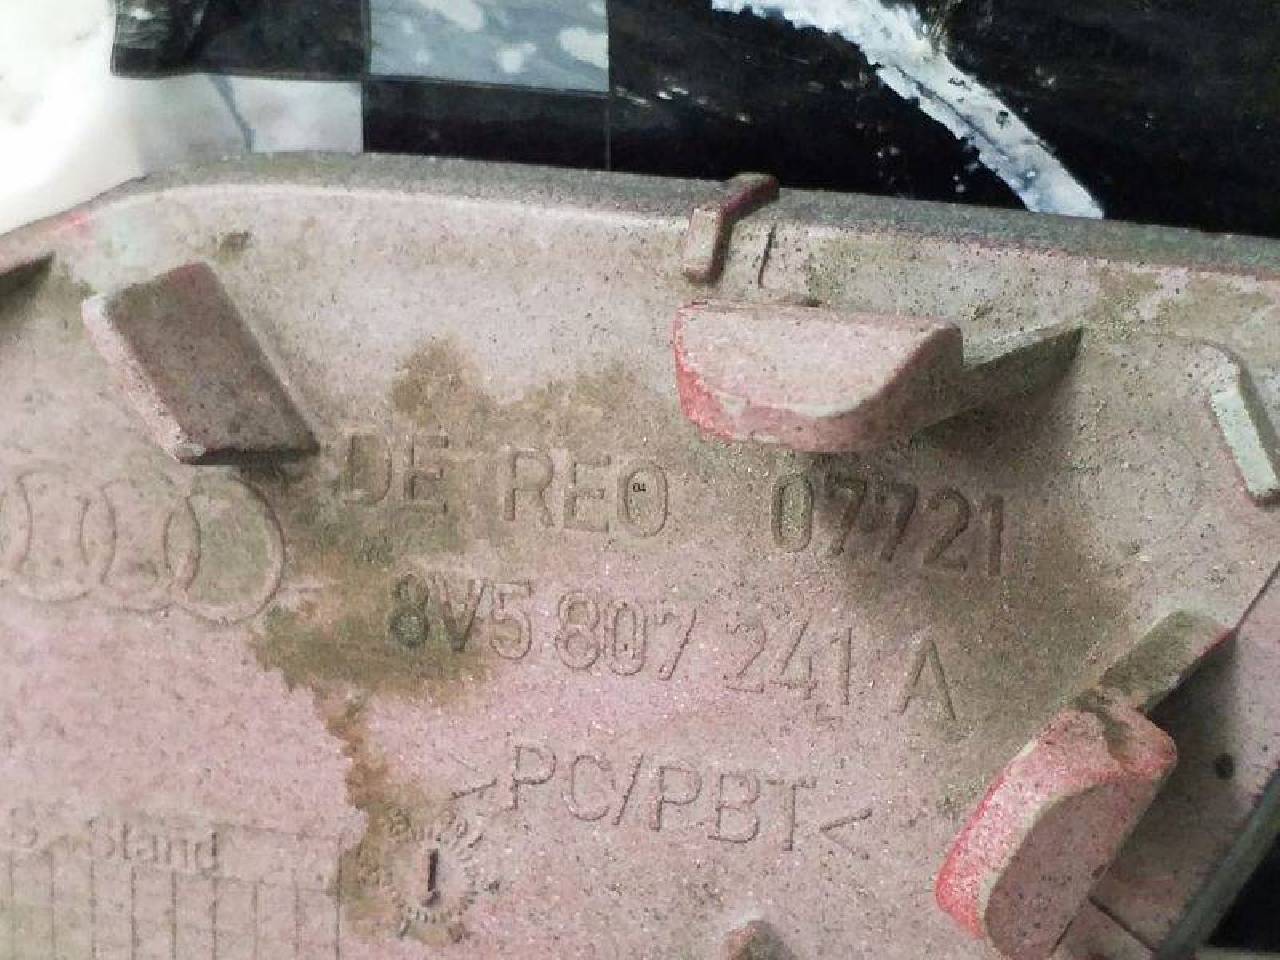 DE REO 07721
8V5 807 241 A
>PC/PBT<
Stand